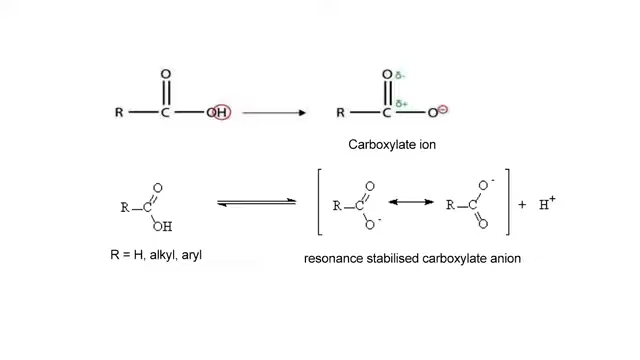 O
R — C — OH
O δ-
R — C δ+ — O ⊖
Carboxylate ion
R — C O
OH
R — C O
O -
R — C O -
O
+ H+
R = H, alkyl, aryl
resonance stabilised carboxylate anion